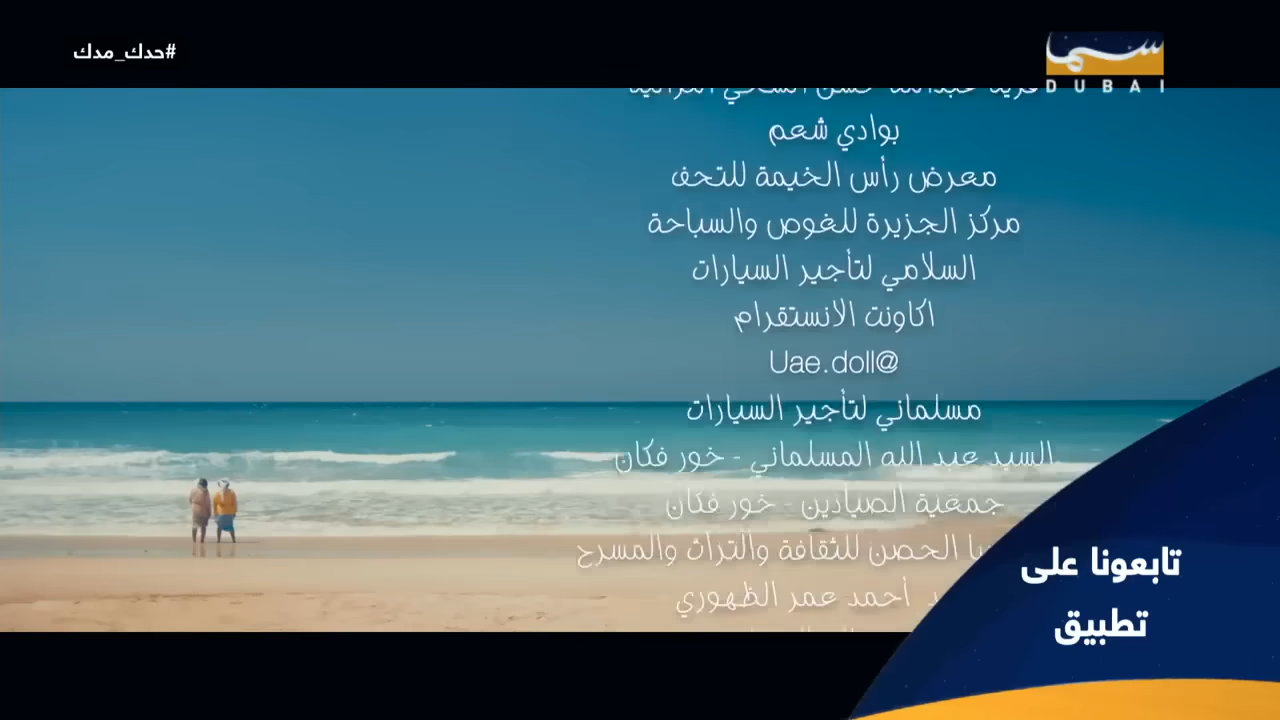 #حدك_مدك
سما
DUBAI
بوادي شعم
معرض رأس الخيمة للتحف
مركز الجزيرة للغوص والسباحة
السلامي لتأجير السيارات
اكاونت الانستقرام
Uae.doll@
مسلماني لتأجير السيارات
السيد عبد الله المسلماني - خور فكان
جمعية الصيادين - خور فكان
الحصن للثقافة والتراث والمسرح
أحمد عمر الظهوري
تابعونا على
تطبيق